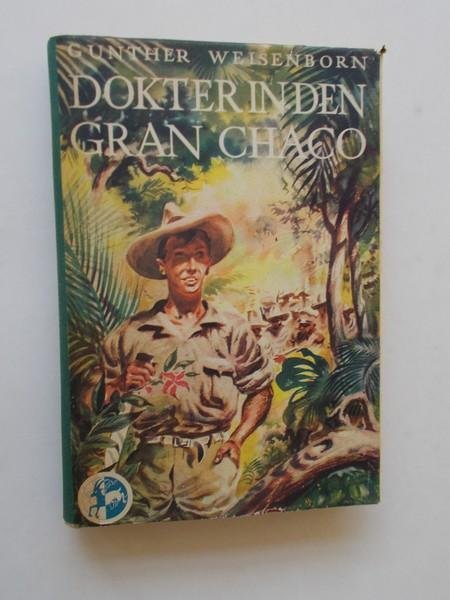 GUNTHER WEISENBORN
DOKTER IN DEN
GRAN CHACO